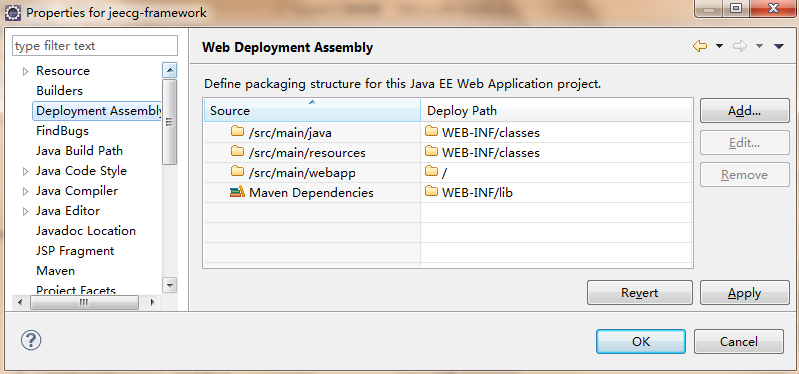 Properties for jeecg-framework
type filter text
Resource
Builders
Deployment Assembly
FindBugs
Java Build Path
Java Code Style
Java Compiler
Java Editor
Javadoc Location
JSP Fragment
Maven
Project Facets
Web Deployment Assembly
Define packaging structure for this Java EE Web Application project.
Source Deploy Path
/src/main/java WEB-INF/classes
/src/main/resources WEB-INF/classes
/src/main/webapp /
Maven Dependencies WEB-INF/lib
Add...
Edit...
Remove
Revert Apply
OK Cancel